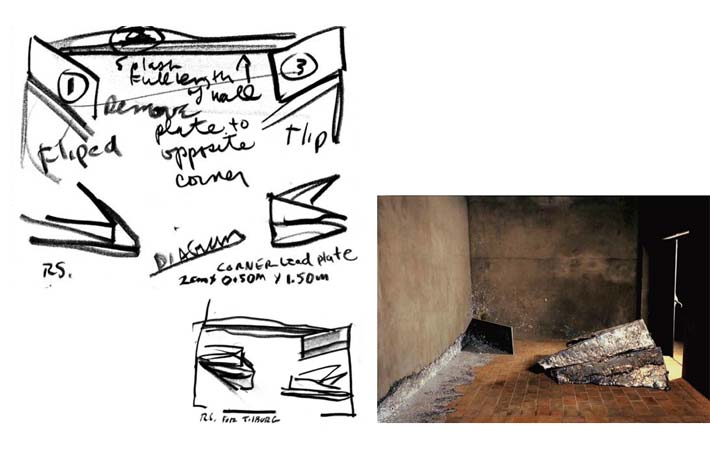 Splash
① Full length ③
of wall
Remove
plate to
Fliped opposite Flip
corner
DIAGRAM
R.S. CORNER Lead plate
2cm x 0.50M x 1.50m
R.S. FOR TILBURG